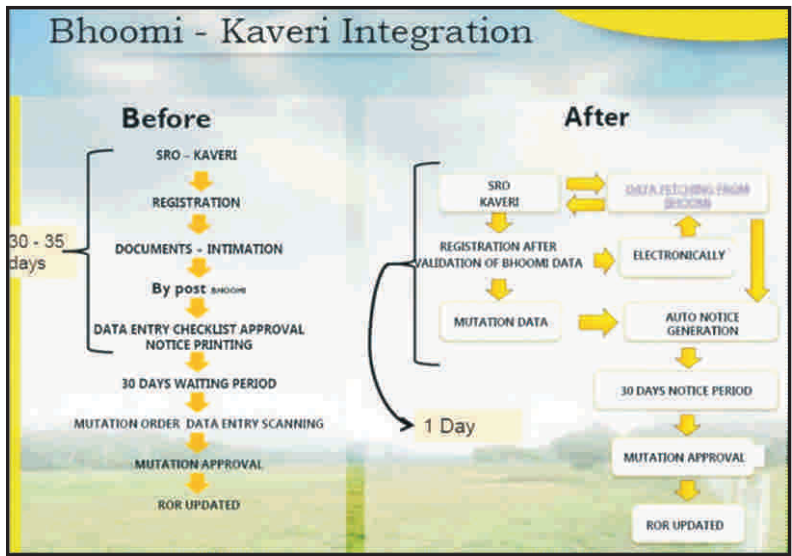 Bhoomi - Kaveri Integration
Before
SRO – KAVERI
REGISTRATION
DOCUMENTS – INTIMATION
By post BHOOMI
DATA ENTRY CHECKLIST APPROVAL
NOTICE PRINTING
30 DAYS WAITING PERIOD
MUTATION ORDER DATA ENTRY SCANNING
MUTATION APPROVAL
ROR UPDATED
30 - 35
days
After
SRO
KAVERI
DATA FETCHING FROM
BHOOMI
REGISTRATION AFTER
VALIDATION OF BHOOMI DATA
ELECTRONICALLY
MUTATION DATA
AUTO NOTICE
GENERATION
30 DAYS NOTICE PERIOD
1 Day
MUTATION APPROVAL
ROR UPDATED